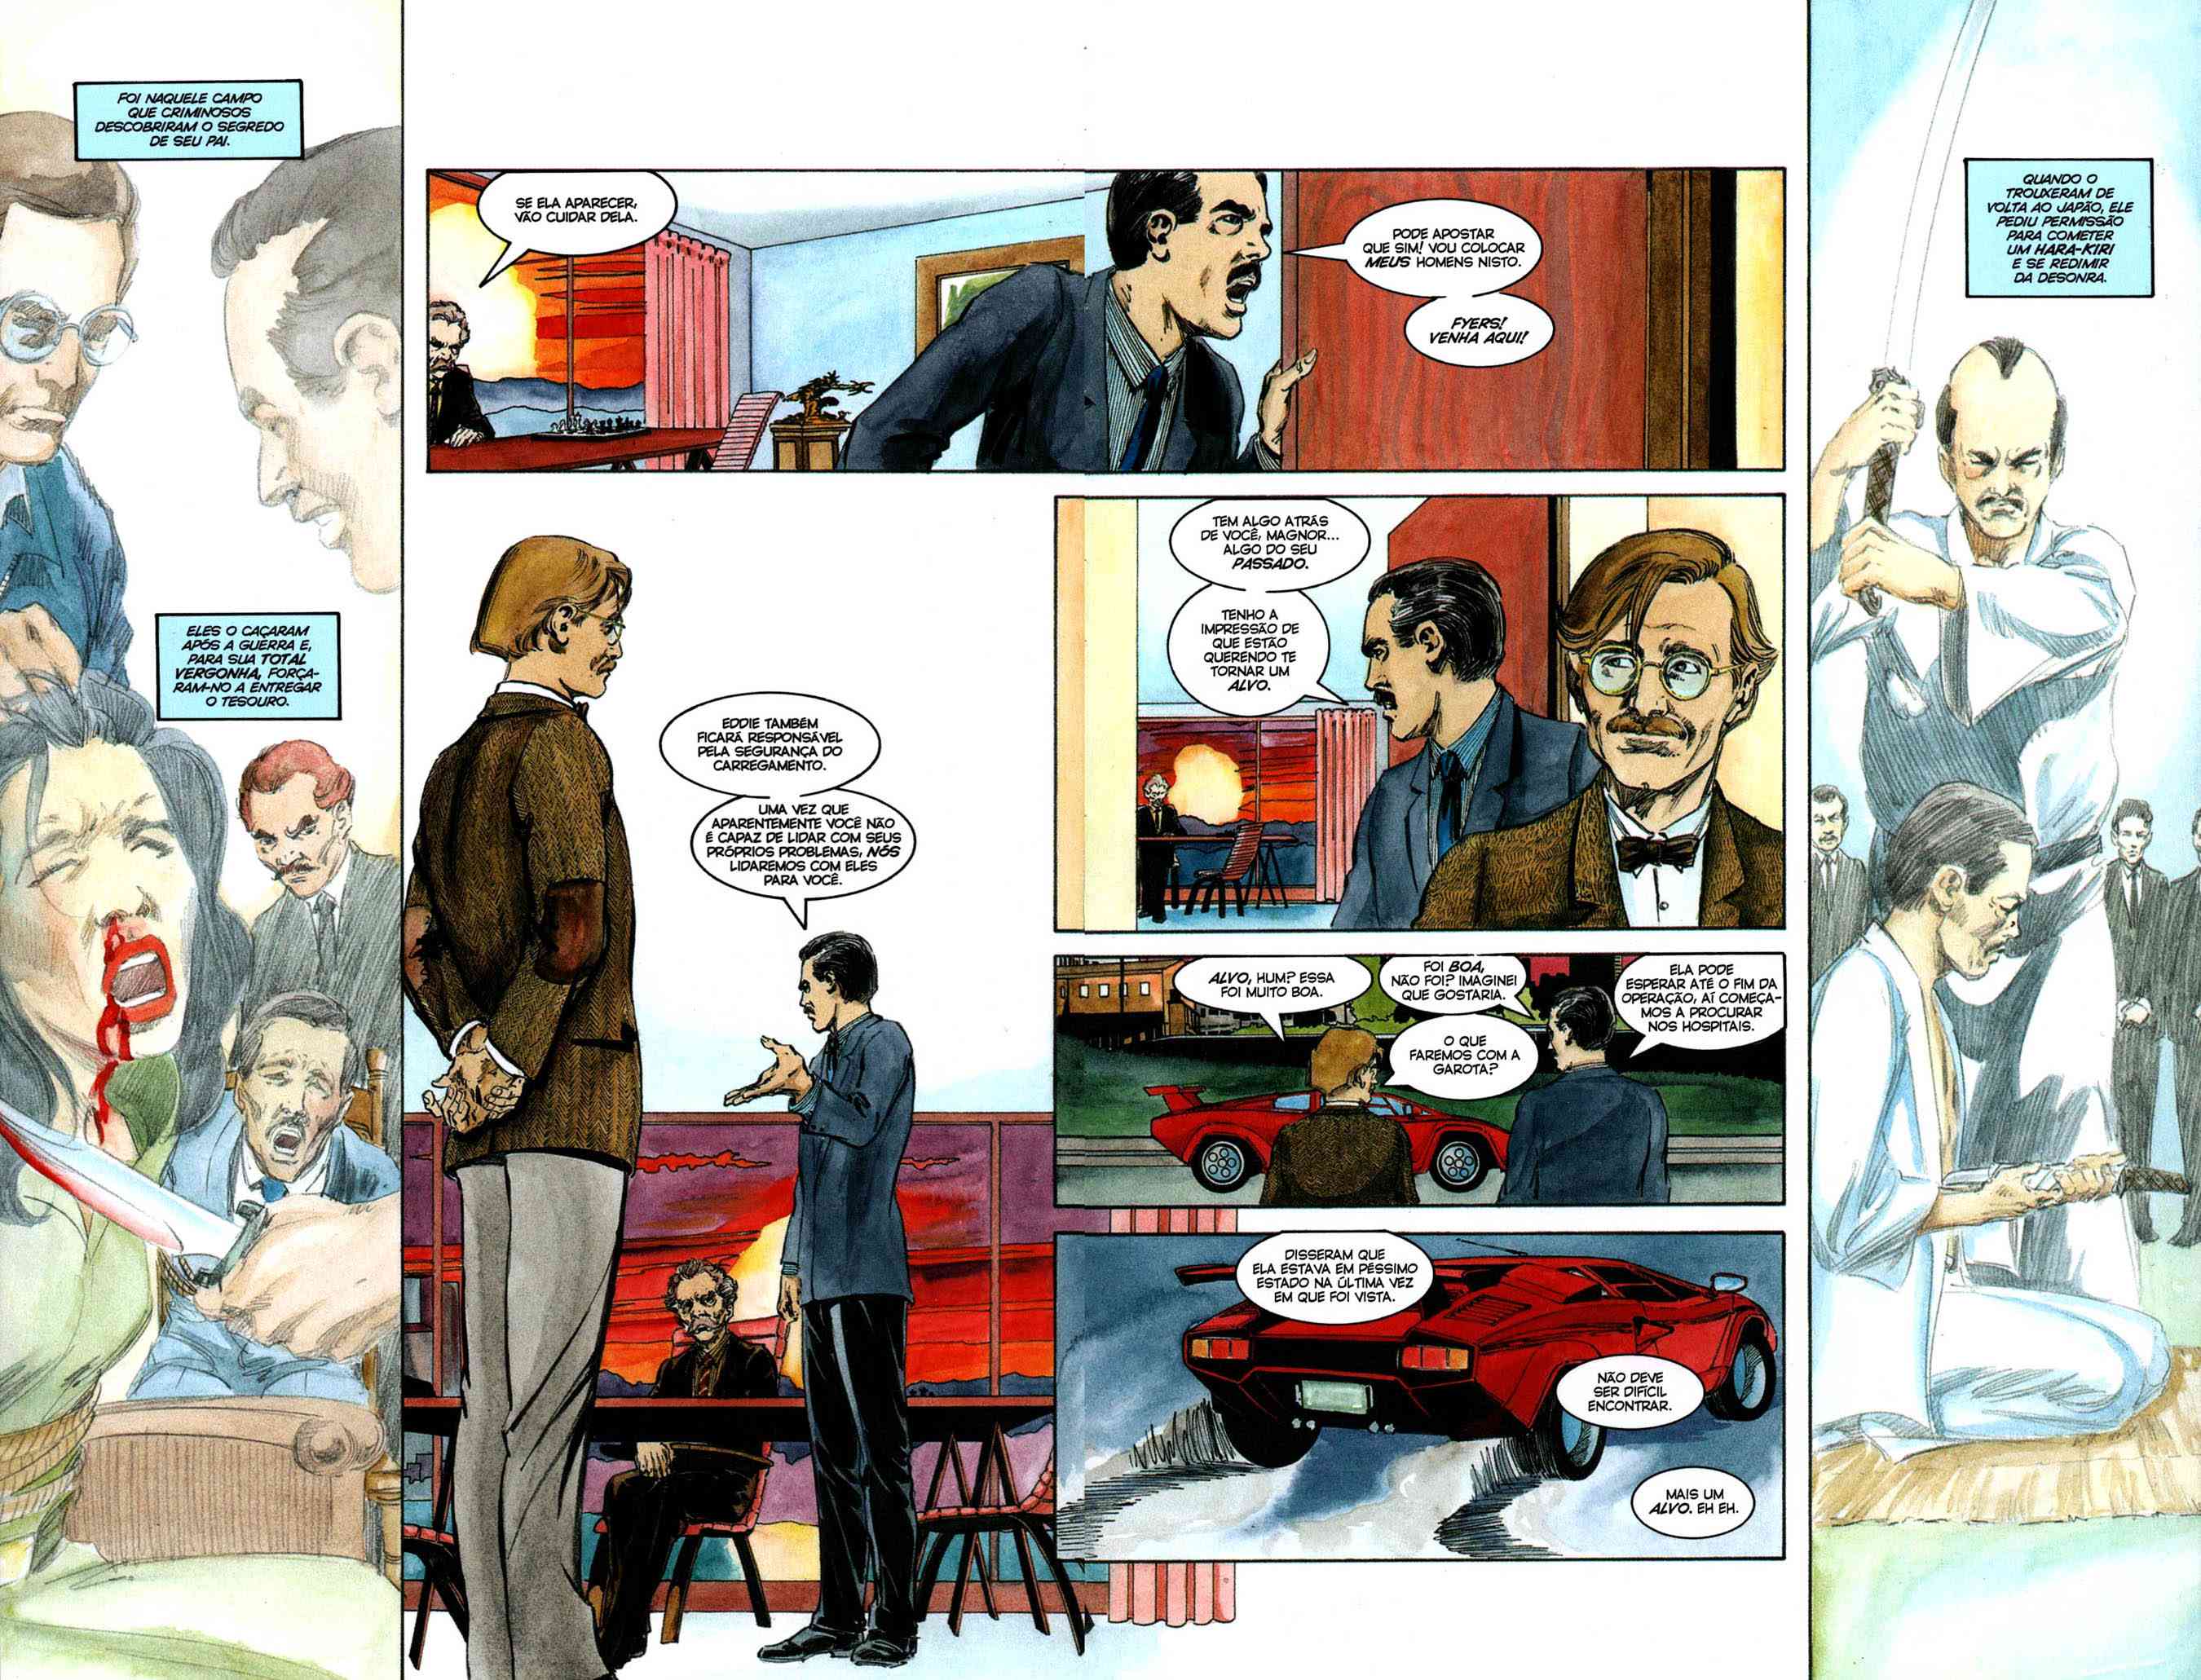 FOI NAQUELE CAMPO
QUE CRIMINOSOS
DESCOBRIRAM O SEGREDO
DE SEU PAI.
ELES O CAÇARAM
APÓS A GUERRA E,
PARA SUA TOTAL
VERGONHA, FORÇA-
RAM-NO A ENTREGAR
O TESOURO.
SE ELA APARECER,
VÃO CUIDAR DELA.
PODE APOSTAR
QUE SIM! VOU COLOCAR
MEUS HOMENS NISTO.
FYERS!
VENHA AQUI!
EDDIE TAMBÉM
FICARÁ RESPONSÁVEL
PELA SEGURANÇA DO
CARREGAMENTO.
UMA VEZ QUE
APARENTEMENTE VOCÊ NÃO
É CAPAZ DE LIDAR COM SEUS
PRÓPRIOS PROBLEMAS, NÓS
LIDAREMOS COM ELES
PARA VOCÊ.
TEM ALGO ATRÁS
DE VOCÊ, MAGNOR...
ALGO DO SEU
PASSADO.
TENHO A
IMPRESSÃO DE
QUE ESTÃO
QUERENDO TE
TORNAR UM
ALVO.
ALVO, HUM? ESSA
FOI MUITO BOA.
FOI BOA,
NÃO FOI? IMAGINEI
QUE GOSTARIA.
O QUE
FAREMOS COM A
GAROTA?
ELA PODE
ESPERAR ATÉ O FIM DA
OPERAÇÃO, AÍ COMEÇA-
MOS A PROCURAR
NOS HOSPITAIS.
DISSERAM QUE
ELA ESTAVA EM PÉSSIMO
ESTADO NA ÚLTIMA VEZ
EM QUE FOI VISTA.
NÃO DEVE
SER DIFÍCIL
ENCONTRAR.
MAIS UM
ALVO. EH EH.
QUANDO O
TROUXERAM DE
VOLTA AO JAPÃO, ELE
PEDIU PERMISSÃO
PARA COMETER
UM HARA-KIRI
E SE REDIMIR
DA DESONRA.